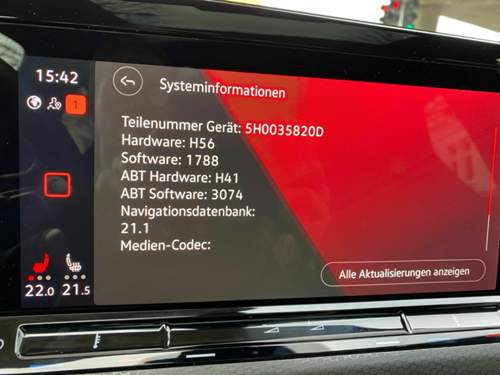 15:42
Systeminformationen
1
Teilenummer Gerät: 5H0035820D
Hardware: H56
Software: 1788
ABT Hardware: H41
ABT Software: 3074
Navigationsdatenbank:
21.1
Medien-Codec:
Alle Aktualisierungen anzeigen
22.0 21.5